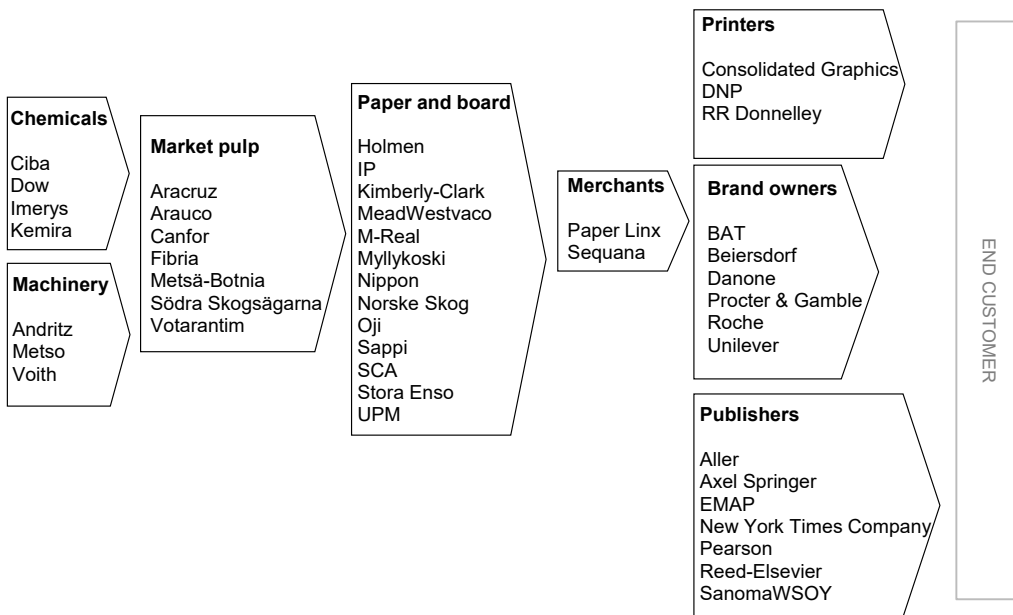 Chemicals
Ciba
Dow
Imerys
Kemira
Machinery
Andritz
Metso
Voith
Market pulp
Aracruz
Arauco
Canfor
Fibria
Metsä-Botnia
Södra Skogsägarna
Votarantim
Paper and board
Holmen
IP
Kimberly-Clark
MeadWestvaco
M-Real
Myllykoski
Nippon
Norske Skog
Oji
Sappi
SCA
Stora Enso
UPM
Merchants
Paper Linx
Sequana
Printers
Consolidated Graphics
DNP
RR Donnelley
Brand owners
BAT
Beiersdorf
Danone
Procter & Gamble
Roche
Unilever
Publishers
Aller
Axel Springer
EMAP
New York Times Company
Pearson
Reed-Elsevier
SanomaWSOY
END CUSTOMER